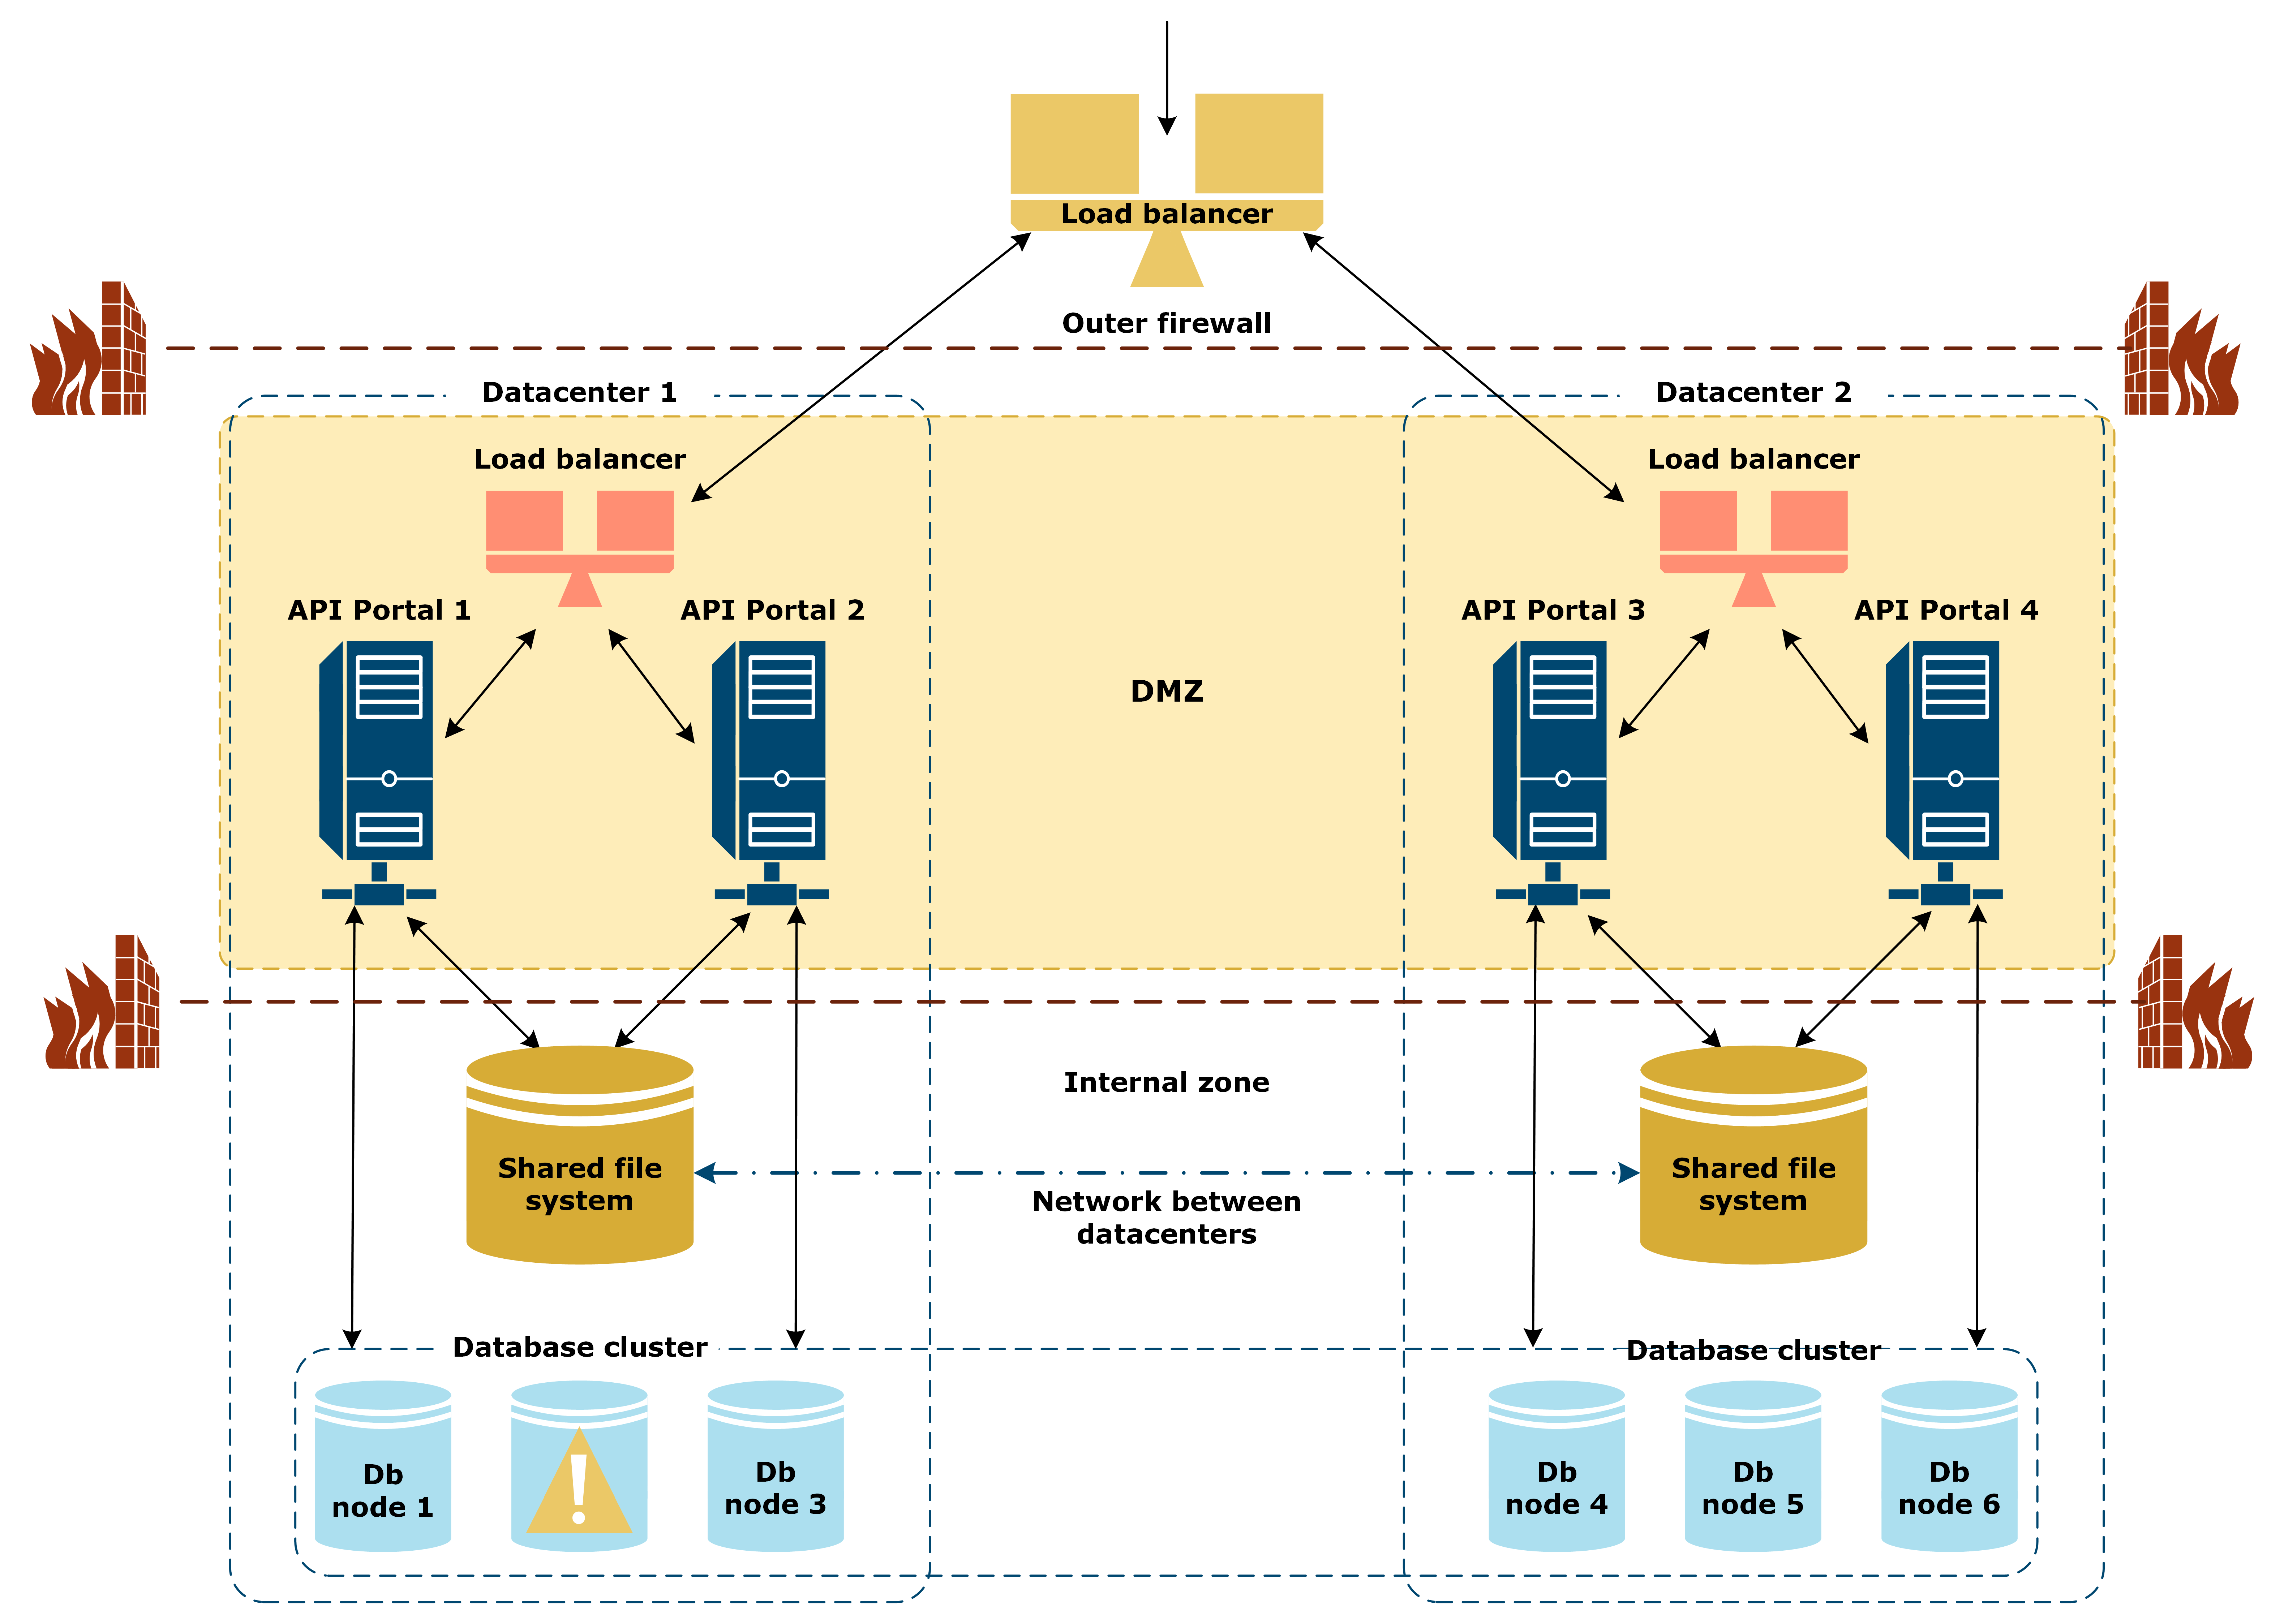 Load balancer
Outer firewall
Datacenter 1
Datacenter 2
Load balancer
Load balancer
API Portal 1
API Portal 2
API Portal 3
API Portal 4
DMZ
Internal zone
Shared file
system
Shared file
system
Network between
datacenters
Database cluster
Database cluster
Db
node 1
!
Db
node 3
Db
node 4
Db
node 5
Db
node 6